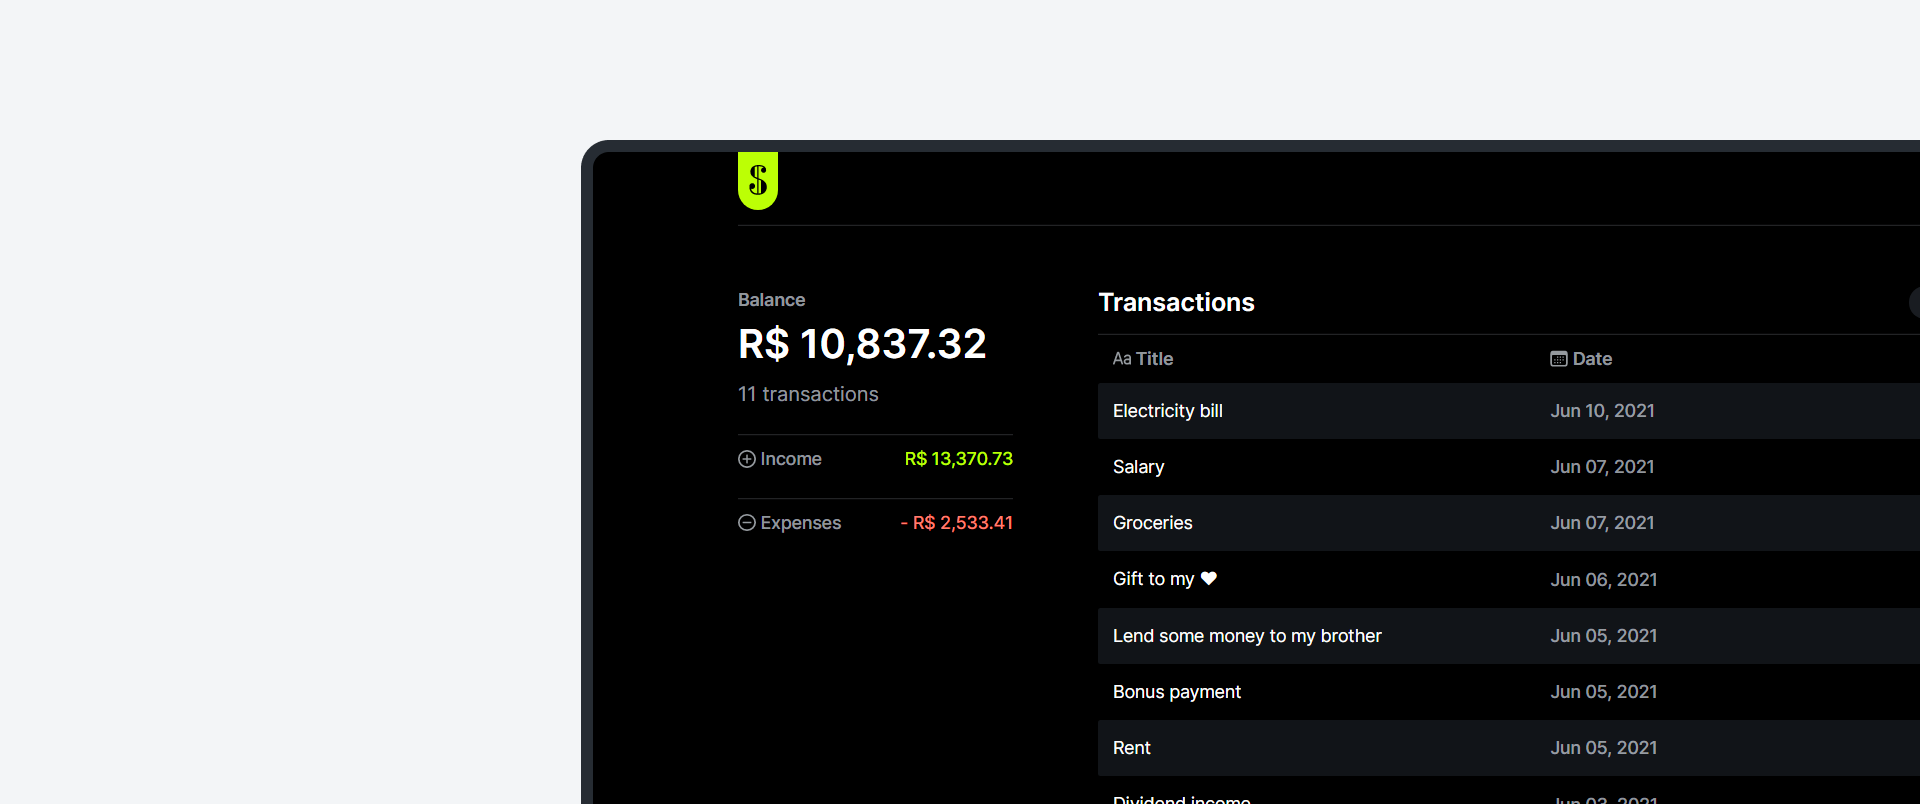 $
Balance
R$ 10,837.32
11 transactions
Income R$ 13,370.73
Expenses - R$ 2,533.41
Transactions
Aa Title Date
Electricity bill Jun 10, 2021
Salary Jun 07, 2021
Groceries Jun 07, 2021
Gift to my ♥ Jun 06, 2021
Lend some money to my brother Jun 05, 2021
Bonus payment Jun 05, 2021
Rent Jun 05, 2021
Dividend income Jun 03, 2021